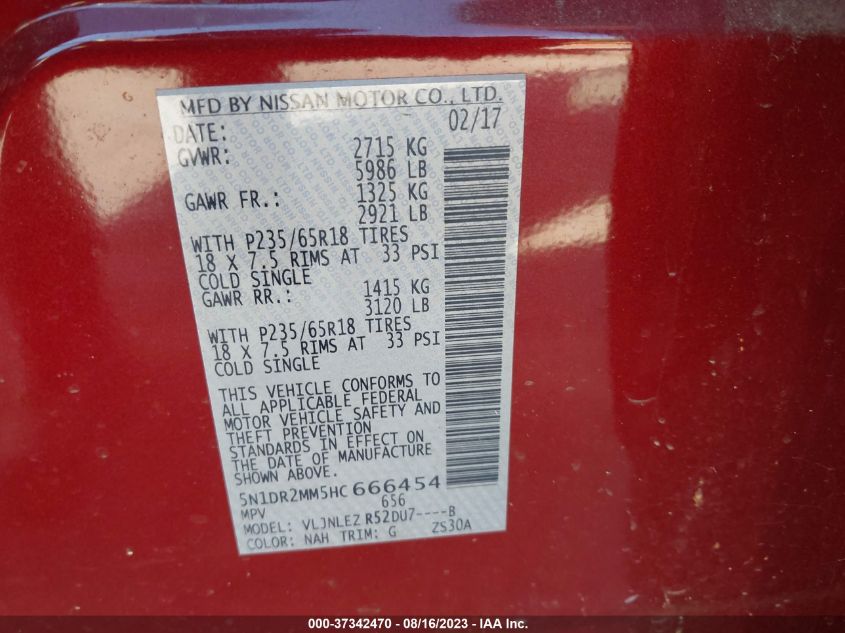 MFD BY NISSAN MOTOR CO., LTD.
DATE: 02/17
GVWR: 2715 KG
5986 LB
GAWR FR.: 1325 KG
2921 LB
WITH P235/65R18 TIRES
18 X 7.5 RIMS AT 33 PSI
COLD SINGLE
GAWR RR.: 1415 KG
3120 LB
WITH P235/65R18 TIRES
18 X 7.5 RIMS AT 33 PSI
COLD SINGLE
THIS VEHICLE CONFORMS TO
ALL APPLICABLE FEDERAL
MOTOR VEHICLE SAFETY AND
THEFT PREVENTION
STANDARDS IN EFFECT ON
THE DATE OF MANUFACTURE
SHOWN ABOVE.
5N1DR2MM5HC666454
MPV 656
MODEL: VLJNLEZ R52DU7----B
COLOR: NAH TRIM: G ZS30A
000-37342470 - 08/16/2023 - IAA Inc.